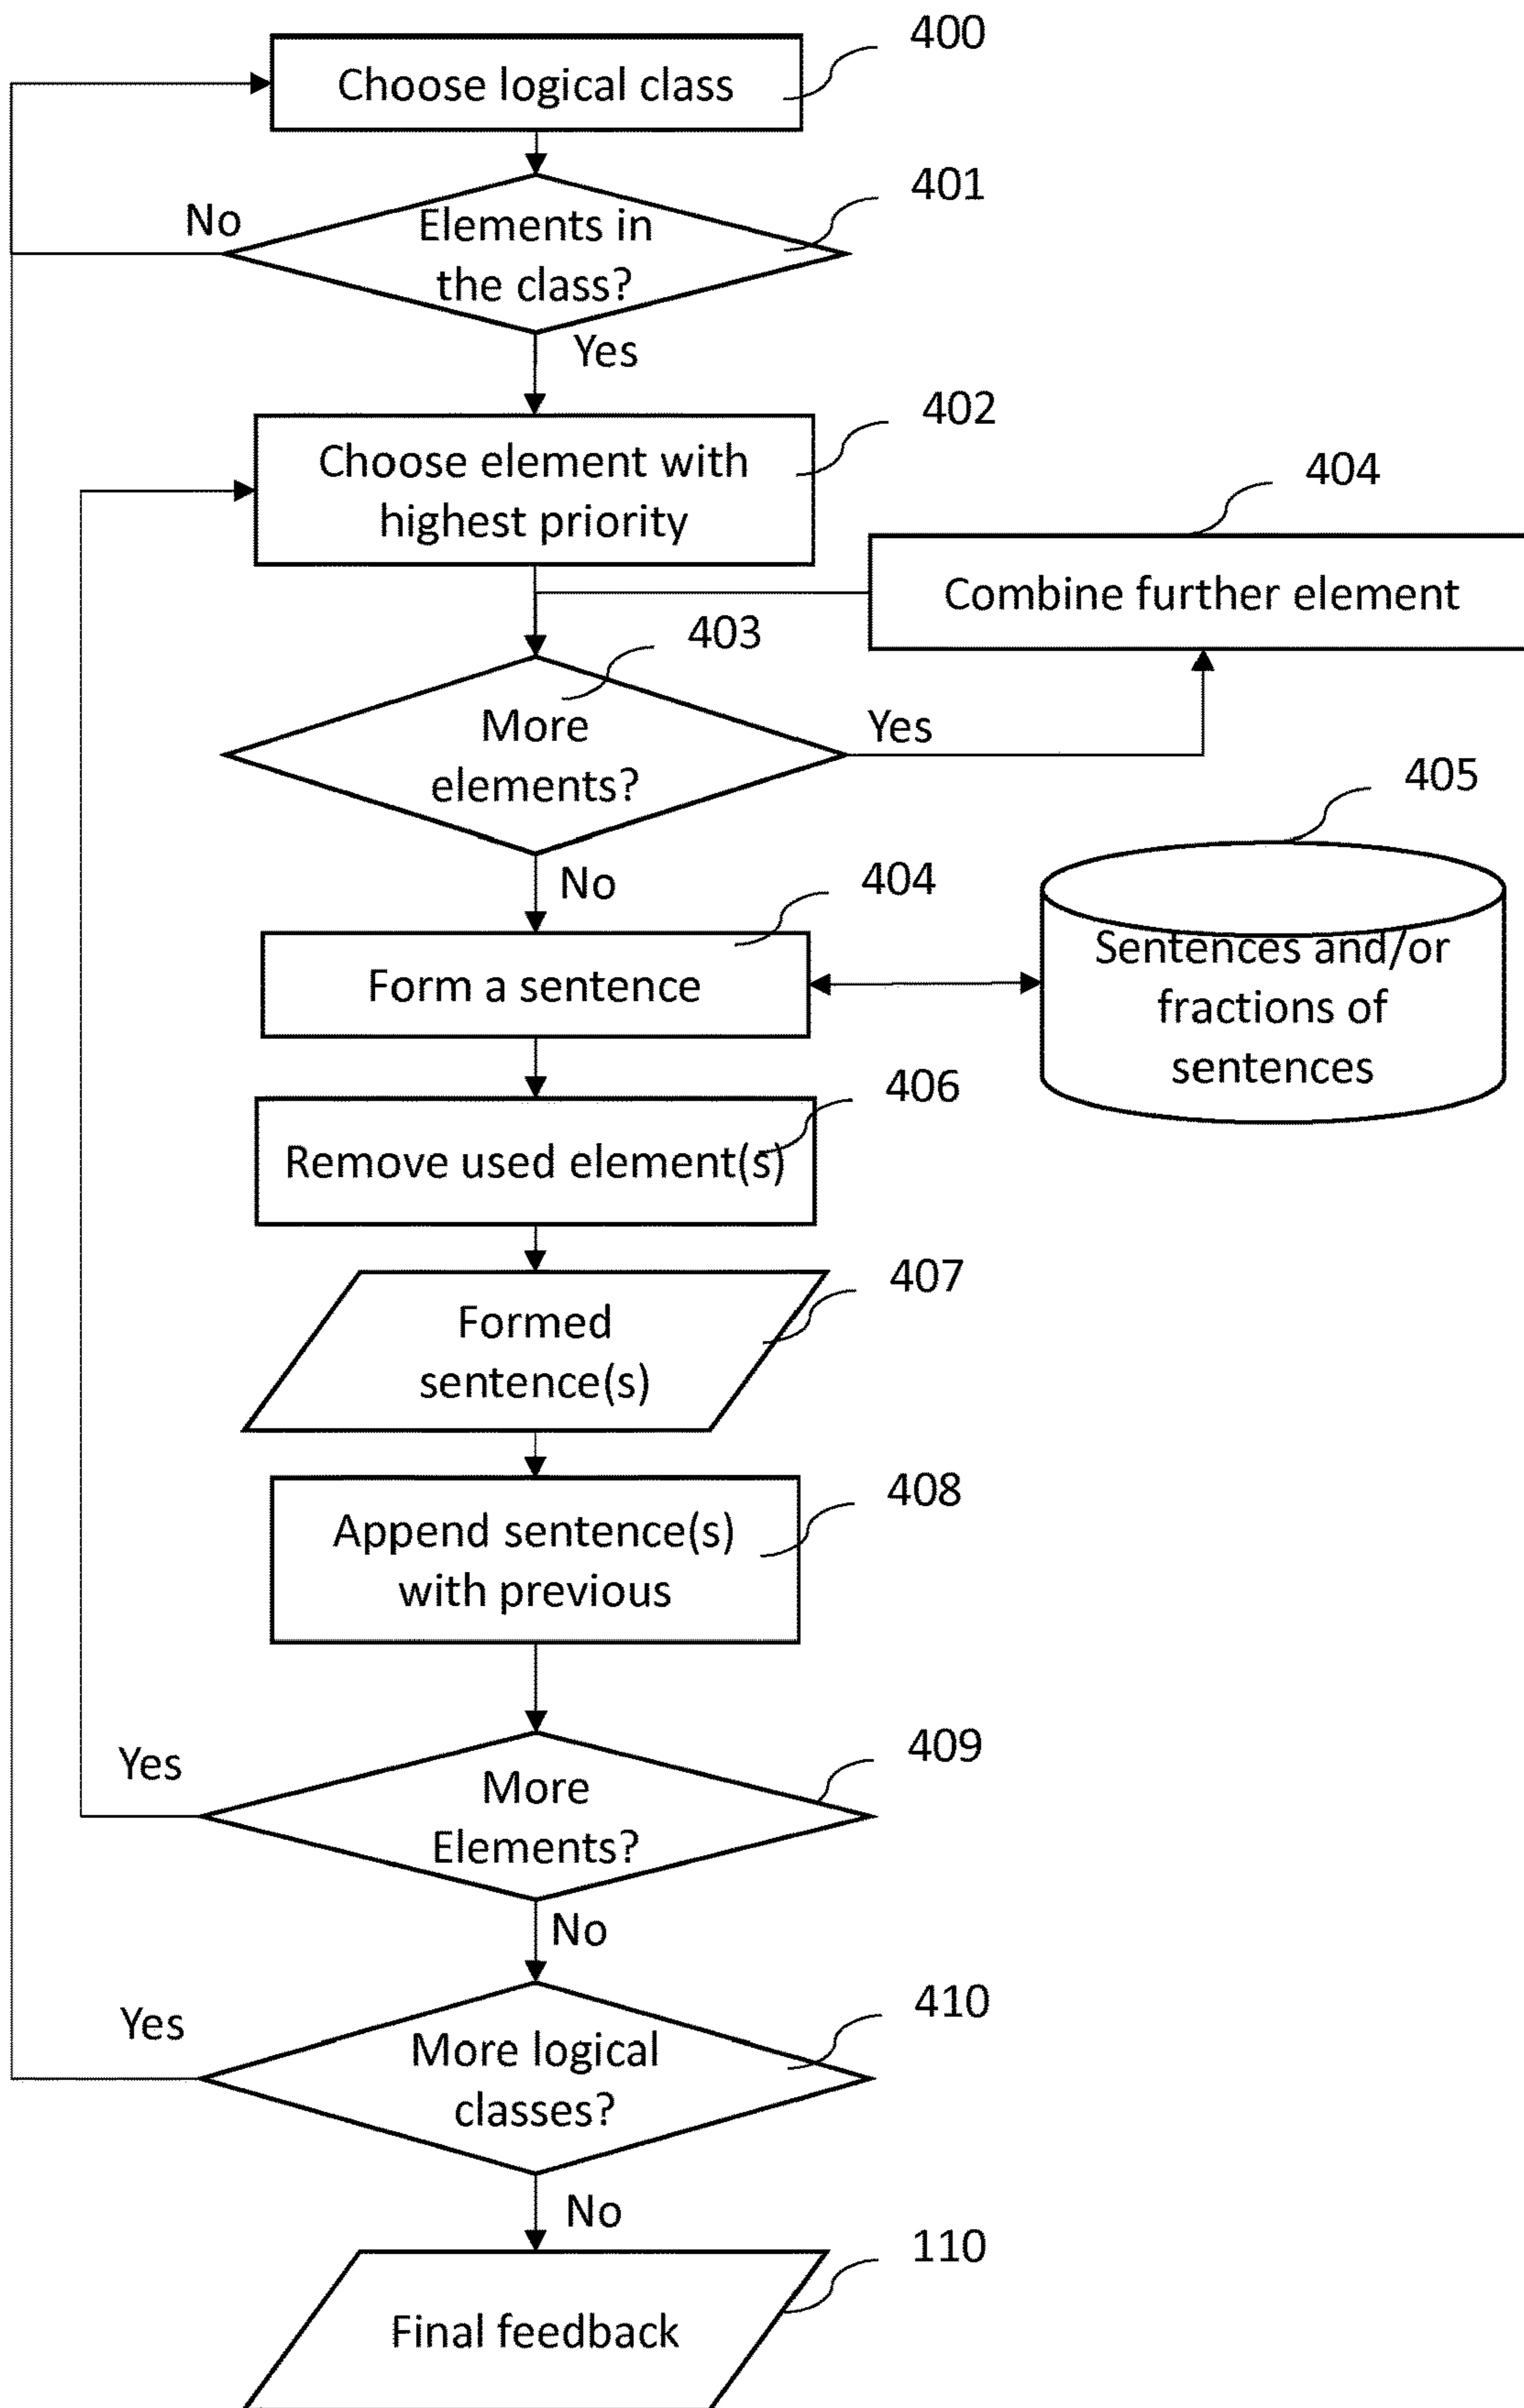 400
Choose logical class
401
No
Elements in
the class?
Yes
402
Choose element with
highest priority
404
Combine further element
403
More
elements?
Yes
405
No
404
Form a sentence
Sentences and/or
fractions of
sentences
406
Remove used element(s)
407
Formed
sentence(s)
408
Append sentence(s)
with previous
409
Yes
More
Elements?
No
410
Yes
More logical
classes?
No
110
Final feedback